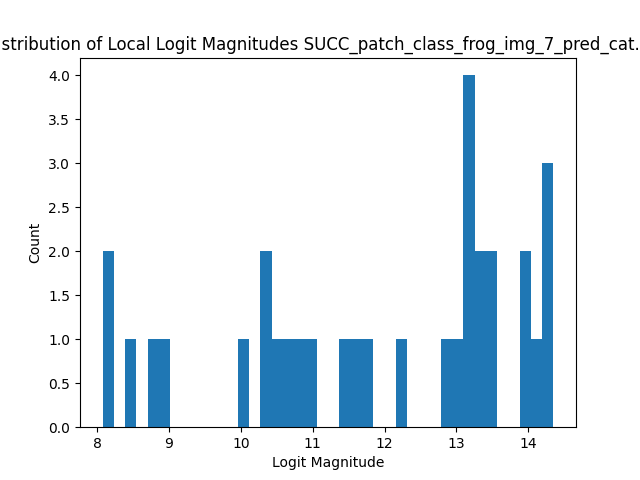 stribution of Local Logit Magnitudes SUCC_patch_class_frog_img_7_pred_cat.
4.0
3.5
3.0
2.5
2.0
1.5
1.0
0.5
0.0
Count
8 9 10 11 12 13 14
Logit Magnitude